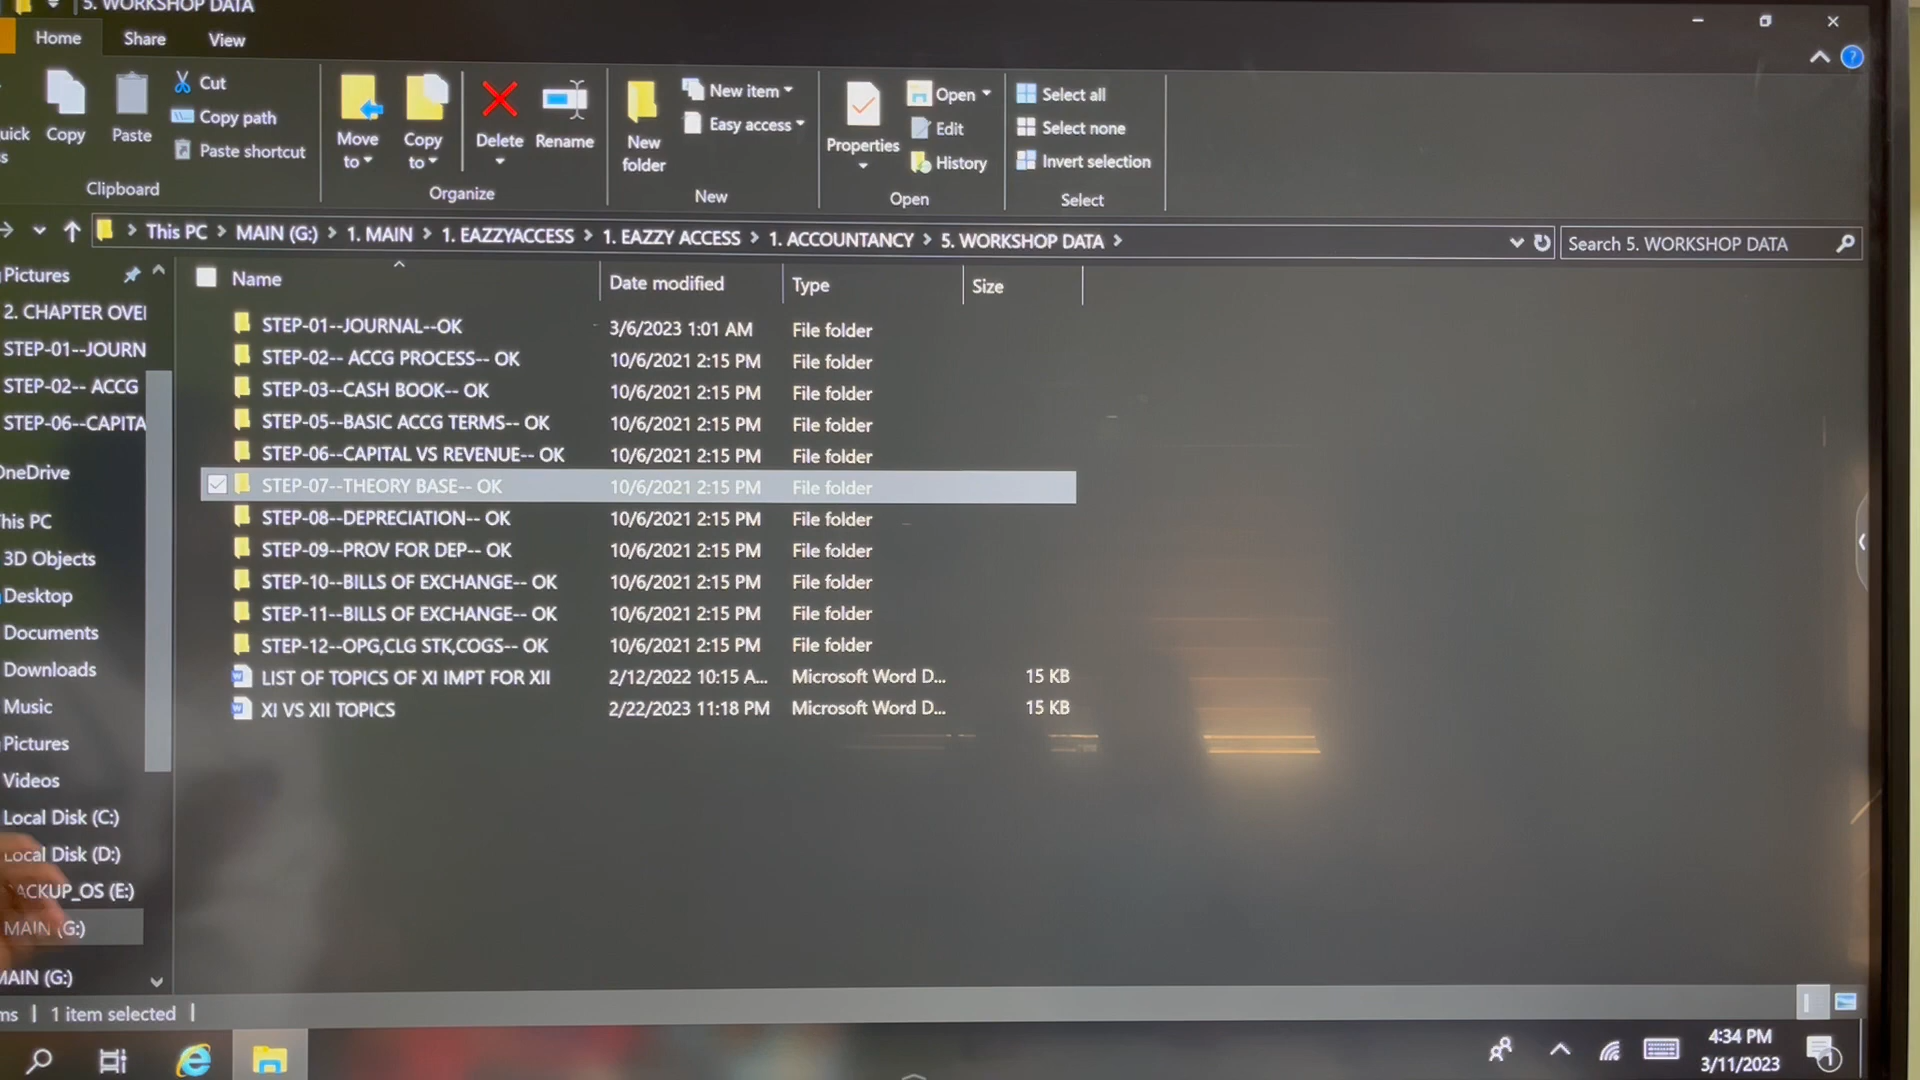 5. WORKSHOP DATA
Home Share View
Copy
Paste
Cut
Copy path
Paste shortcut
Clipboard
Move to
Copy to
Delete
Rename
Organize
New folder
New item
Easy access
New
Properties
Open
Edit
History
Open
Select all
Select none
Invert selection
Select
This PC > MAIN (G:) > 1. MAIN > 1. EAZZYACCESS > 1. EAZZY ACCESS > 1. ACCOUNTANCY > 5. WORKSHOP DATA >
Search 5. WORKSHOP DATA
Pictures
2. CHAPTER OVE
STEP-01--JOURN
STEP-02-- ACCG
STEP-06--CAPITA
OneDrive
This PC
3D Objects
Desktop
Documents
Downloads
Music
Pictures
Videos
Local Disk (C:)
Local Disk (D:)
BACKUP_OS (E:)
MAIN (G:)
MAIN (G:)
Name Date modified Type Size
STEP-01--JOURNAL--OK 3/6/2023 1:01 AM File folder
STEP-02-- ACCG PROCESS-- OK 10/6/2021 2:15 PM File folder
STEP-03--CASH BOOK-- OK 10/6/2021 2:15 PM File folder
STEP-05--BASIC ACCG TERMS-- OK 10/6/2021 2:15 PM File folder
STEP-06--CAPITAL VS REVENUE-- OK 10/6/2021 2:15 PM File folder
STEP-07--THEORY BASE-- OK 10/6/2021 2:15 PM File folder
STEP-08--DEPRECIATION-- OK 10/6/2021 2:15 PM File folder
STEP-09--PROV FOR DEP-- OK 10/6/2021 2:15 PM File folder
STEP-10--BILLS OF EXCHANGE-- OK 10/6/2021 2:15 PM File folder
STEP-11--BILLS OF EXCHANGE-- OK 10/6/2021 2:15 PM File folder
STEP-12--OPG,CLG STK,COGS-- OK 10/6/2021 2:15 PM File folder
LIST OF TOPICS OF XI IMPT FOR XII 2/12/2022 10:15 A... Microsoft Word D... 15 KB
XI VS XII TOPICS 2/22/2023 11:18 PM Microsoft Word D... 15 KB
1 item selected
4:34 PM
3/11/2023
1